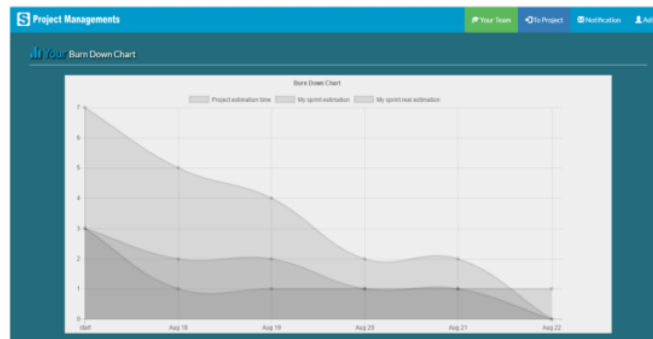 S Project Managements
Your Team
To Project
Notification
Your Burn Down Chart
Burn Down Chart
Project estimation time My sprint estimation My sprint real estimation
7
6
5
4
3
2
1
0
start Aug 18 Aug 19 Aug 20 Aug 21 Aug 22